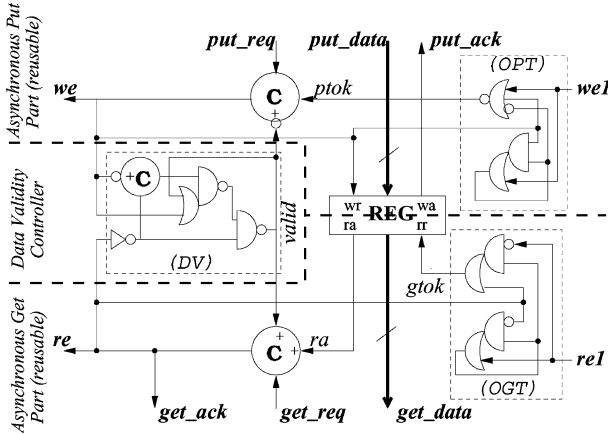 put_req
put_data
put_ack
Asynchronous Put
Part (reusable)
(OPT)
we
C
+
ptok
we1
Data Validity
Controller
+C
valid
(DV)
wr REG wa
ra rr
gtok
Asynchronous Get
Part (reusable)
re
C
+
+
ra
re1
(OGT)
get_ack
get_req
get_data